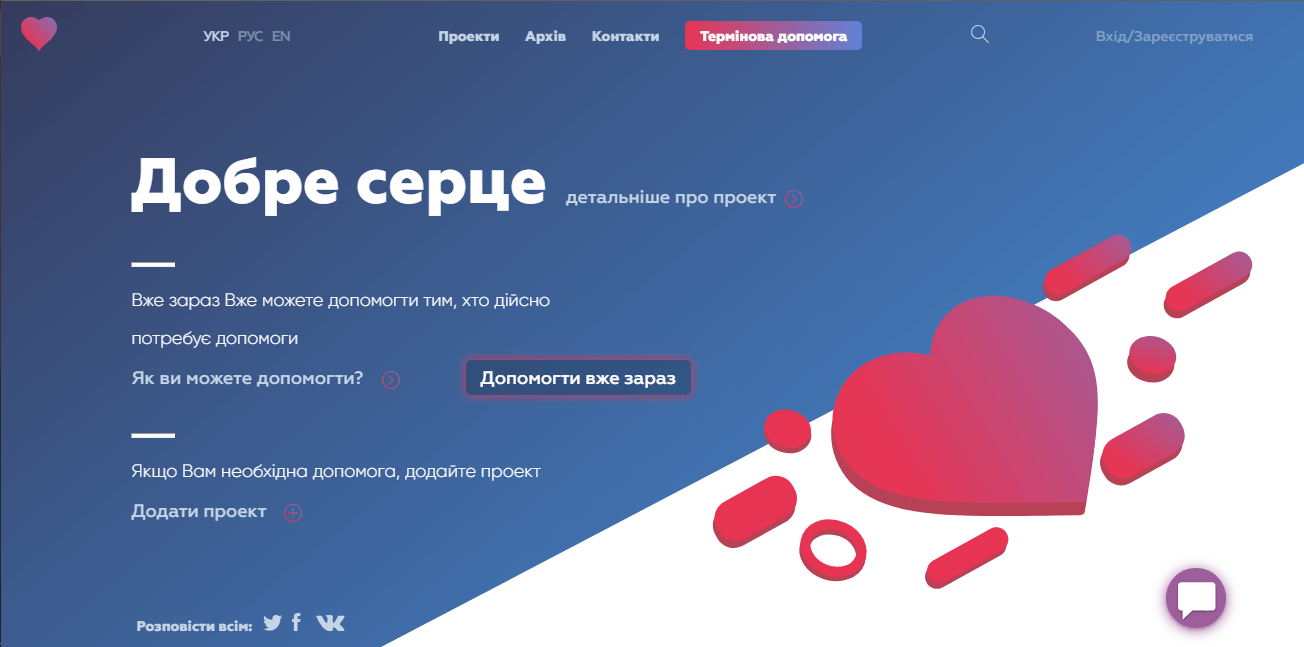 УКР РУС EN
Проекти Архів Контакти Термінова допомога
Вхід/Зареєструватися
Добре серце
детальніше про проект
Вже зараз Вже можете допомогти тим, хто дійсно
потребує допомоги
Як ви можете допомогти?
Допомогти вже зараз
Якщо Вам необхідна допомога, додайте проект
Додати проект
Розповісти всім: